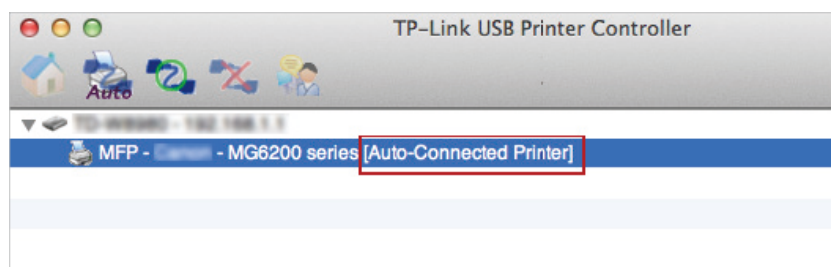 TP-Link USB Printer Controller
Auto
MFP - - MG6200 series [Auto-Connected Printer]